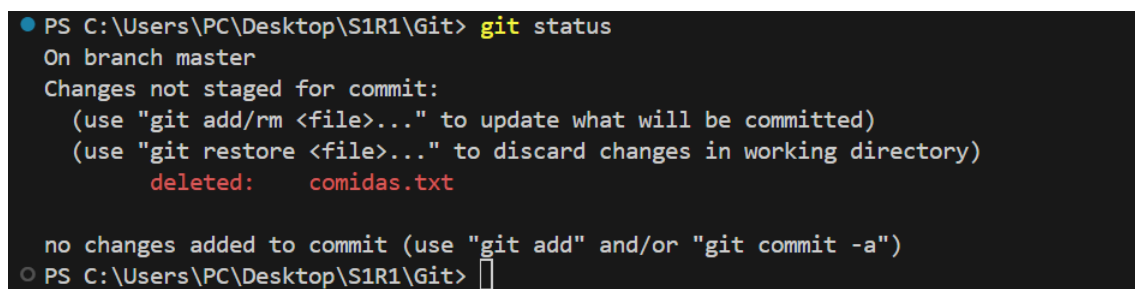 PS C:\Users\PC\Desktop\S1R1\Git> git status
On branch master
Changes not staged for commit:
  (use "git add/rm <file>..." to update what will be committed)
  (use "git restore <file>..." to discard changes in working directory)
        deleted:    comidas.txt

no changes added to commit (use "git add" and/or "git commit -a")
PS C:\Users\PC\Desktop\S1R1\Git>